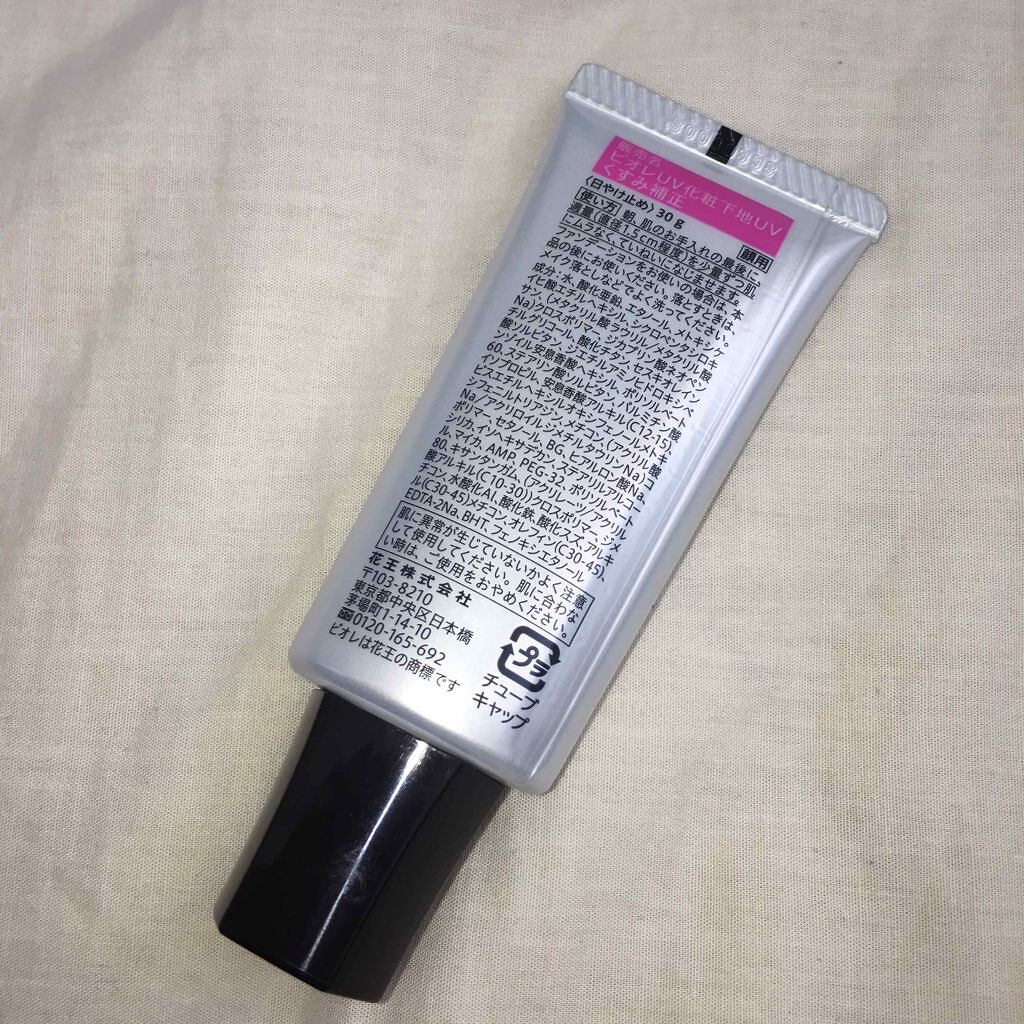 販売名
ビオレUV化粧下地UV
くすみ補正
〈日やけ止め〉 30g 顔用
使い方 朝、肌のお手入れの最後に、
適量(直径1.5cm程度)を少量ずつ肌
にムラなく、ていねいになじませます。
ファンデーションをお使いの場合は、本
品の後にお使いください。落とすときは、
メイク落としなどでよく洗ってください。
成分:水、酸化亜鉛、エタノール、メトキシケ
イヒ酸エチルヘキシル、シクロペンタシロキ
サン、(メタクリル酸ラウリル/メタクリル酸
Na)クロスポリマー、ジカプリン酸ネオペン
チルグリコール、酸化チタン、セスキオレイン
酸ソルビタン、ジエチルアミノヒドロキシベ
ンゾイル安息香酸ヘキシル、ポリソルベート
60、ステアリン酸ソルビタン、パルミチン酸
イソプロピル、安息香酸アルキル(C12-15)、
ビスエチルヘキシルオキシフェノールメトキ
シフェニルトリアジン、メチコン、(アクリル酸
Na/アクリロイルジメチルタウリンNa)コ
ポリマー、セタノール、BG、ヒアルロン酸Na、
シリカ、イソヘキサデカン、ステアリルアルコー
ル、マイカ、AMP、PEG-32、ポリソルベート
80、キサンタンガム、(アクリレーツ/アクリル
酸アルキル(C10-30))クロスポリマー、ジメ
チコン、水酸化Al、酸化鉄、酸化スズ、アルキ
ル(C30-45)メチコン、オレフィン(C30-45)、
EDTA-2Na、BHT、フェノキシエタノール
肌に異常が生じていないかよく注意
して使用してください。肌に合わな
い時は、ご使用をおやめください。
花王株式会社
〒103-8210
東京都中央区日本橋
茅場町1-14-10
0120-165-692
ビオレは花王の商標です
プラ
チューブ
キャップ